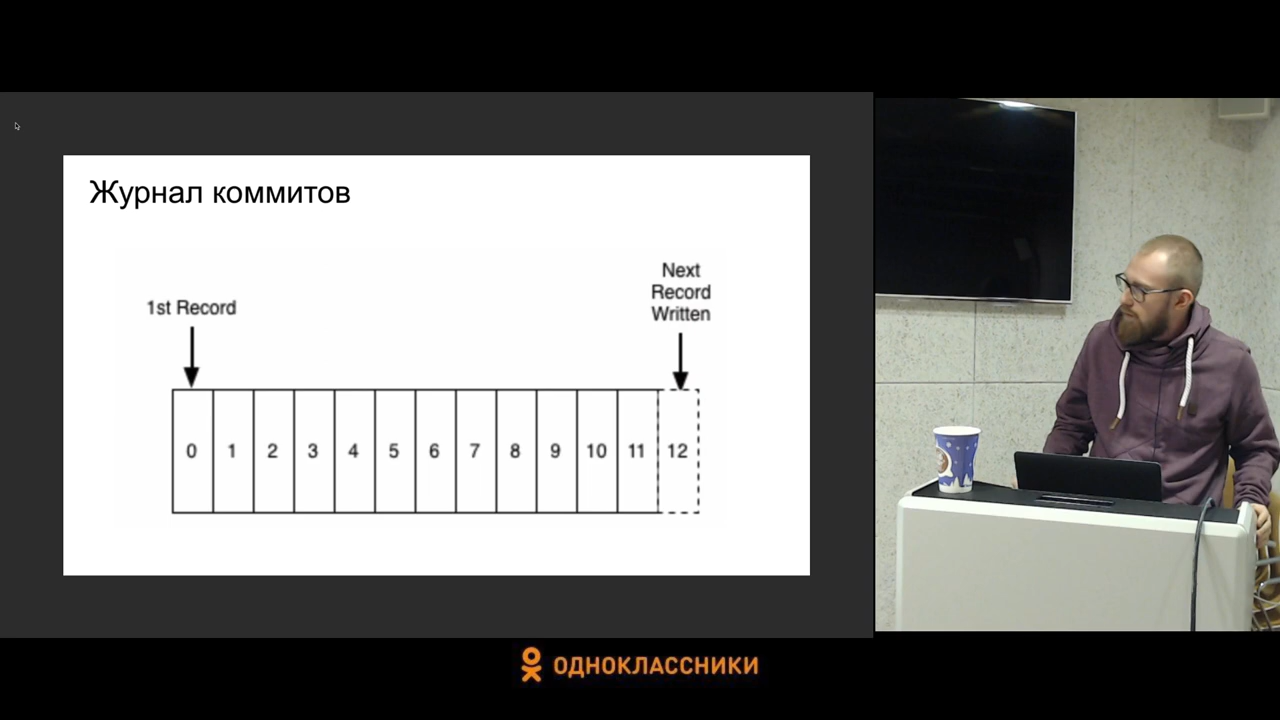 Журнал коммитов
1st Record
Next
Record
Written
0 1 2 3 4 5 6 7 8 9 10 11 12
ОДНОКЛАССНИКИ